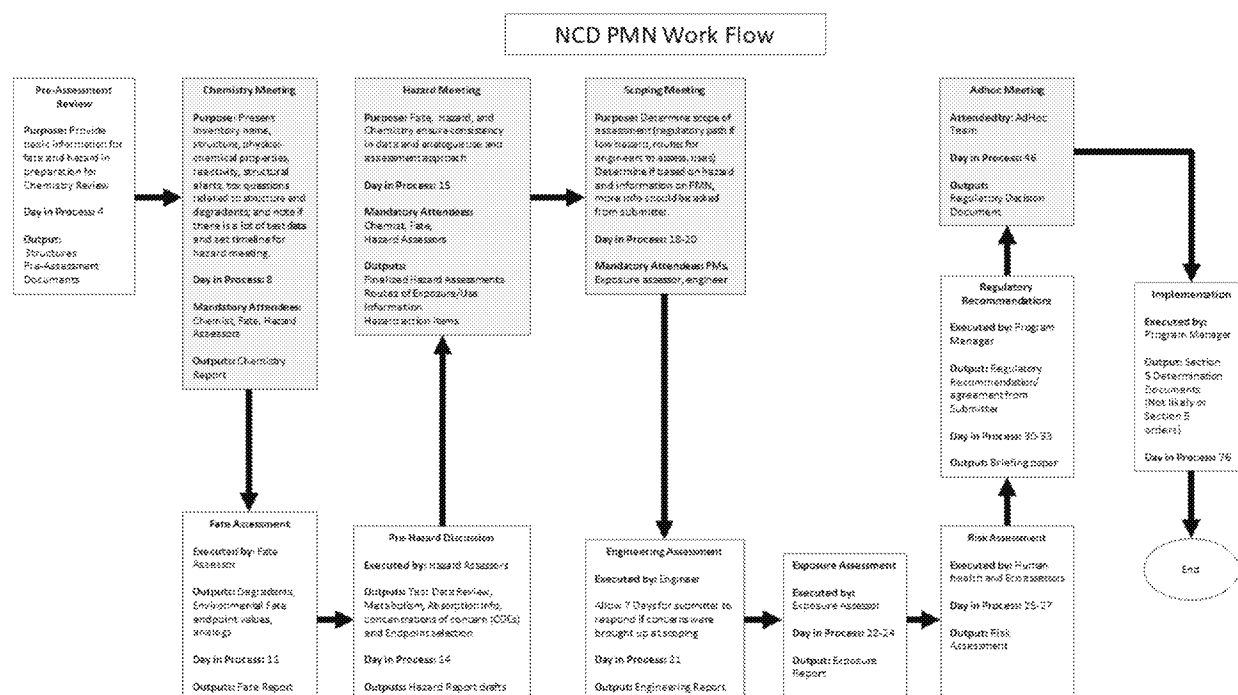 NCD PMN Work Flow
Pre-Assessment
Review
Purpose: Provide
basic information for
fate and hazard in
preparation for
Chemistry Review
Day in Process: 4
Output:
Structures
Pre-Assessment
Documents
Chemistry Meeting
Purpose: Present
inventory name,
structure, physical-
chemical properties,
reactivity, structural
alerts, tox questions
related to structure and
degradents; and note if
there is a lot of test data
and set timeline for
hazard meeting.
Day in Process: 8
Mandatory Attendees:
Chemist, Fate, Hazard
Assessors
Outputs: Chemistry
Report
Fate Assessment
Executed by: Fate
Assessor
Outputs: Degradents,
Environmental Fate
endpoint values,
analogs
Day in Process: 11
Outputs: Fate Report
Pre-Hazard Discussion
Executed by: Hazard Assessors
Outputs: Test Data Review,
Metabolism, Absorption info,
concentrations of concern (COCs)
and Endpoint selection
Day in Process: 14
Outputs: Hazard Report drafts
Hazard Meeting
Purpose: Fate, Hazard, and
Chemistry ensure consistency
in data and analogue use and
assessment approach
Day in Process: 15
Mandatory Attendees:
Chemist, Fate,
Hazard Assessors
Outputs:
Finalized Hazard Assessments
Routes of Exposure/Use
Information
Hazard action items
Scoping Meeting
Purpose: Determine scope of
assessment (regulatory path if
low hazard, routes for
engineers to assess, uses)
Determine if based on hazard
and information on PMN,
more info should be asked
from submitter.
Day in Process: 18-20
Mandatory Attendees: PMs,
Exposure assessor, engineer
Engineering Assessment
Executed by: Engineer
Allow 7 Days for submitter to
respond if concerns were
brought up at scoping
Day in Process: 21
Output: Engineering Report
Exposure Assessment
Executed by:
Exposure Assessor
Day in Process: 22-24
Output: Exposure
Report
Risk Assessment
Executed by: Human
health and Eco assessors
Day in Process: 25-27
Output: Risk
Assessment
Regulatory
Recommendations
Executed by: Program
Manager
Output: Regulatory
Recommendation/
agreement from
Submitter
Day in Process: 30-33
Output: Briefing paper
Adhoc Meeting
Attended by: AdHoc
Team
Day in Process: 46
Output:
Regulatory Decision
Document
Implementation
Executed by:
Program Manager
Output: Section
5 Determination
Documents
(Not likely or
Section 5
orders)
Day in Process: 76
End